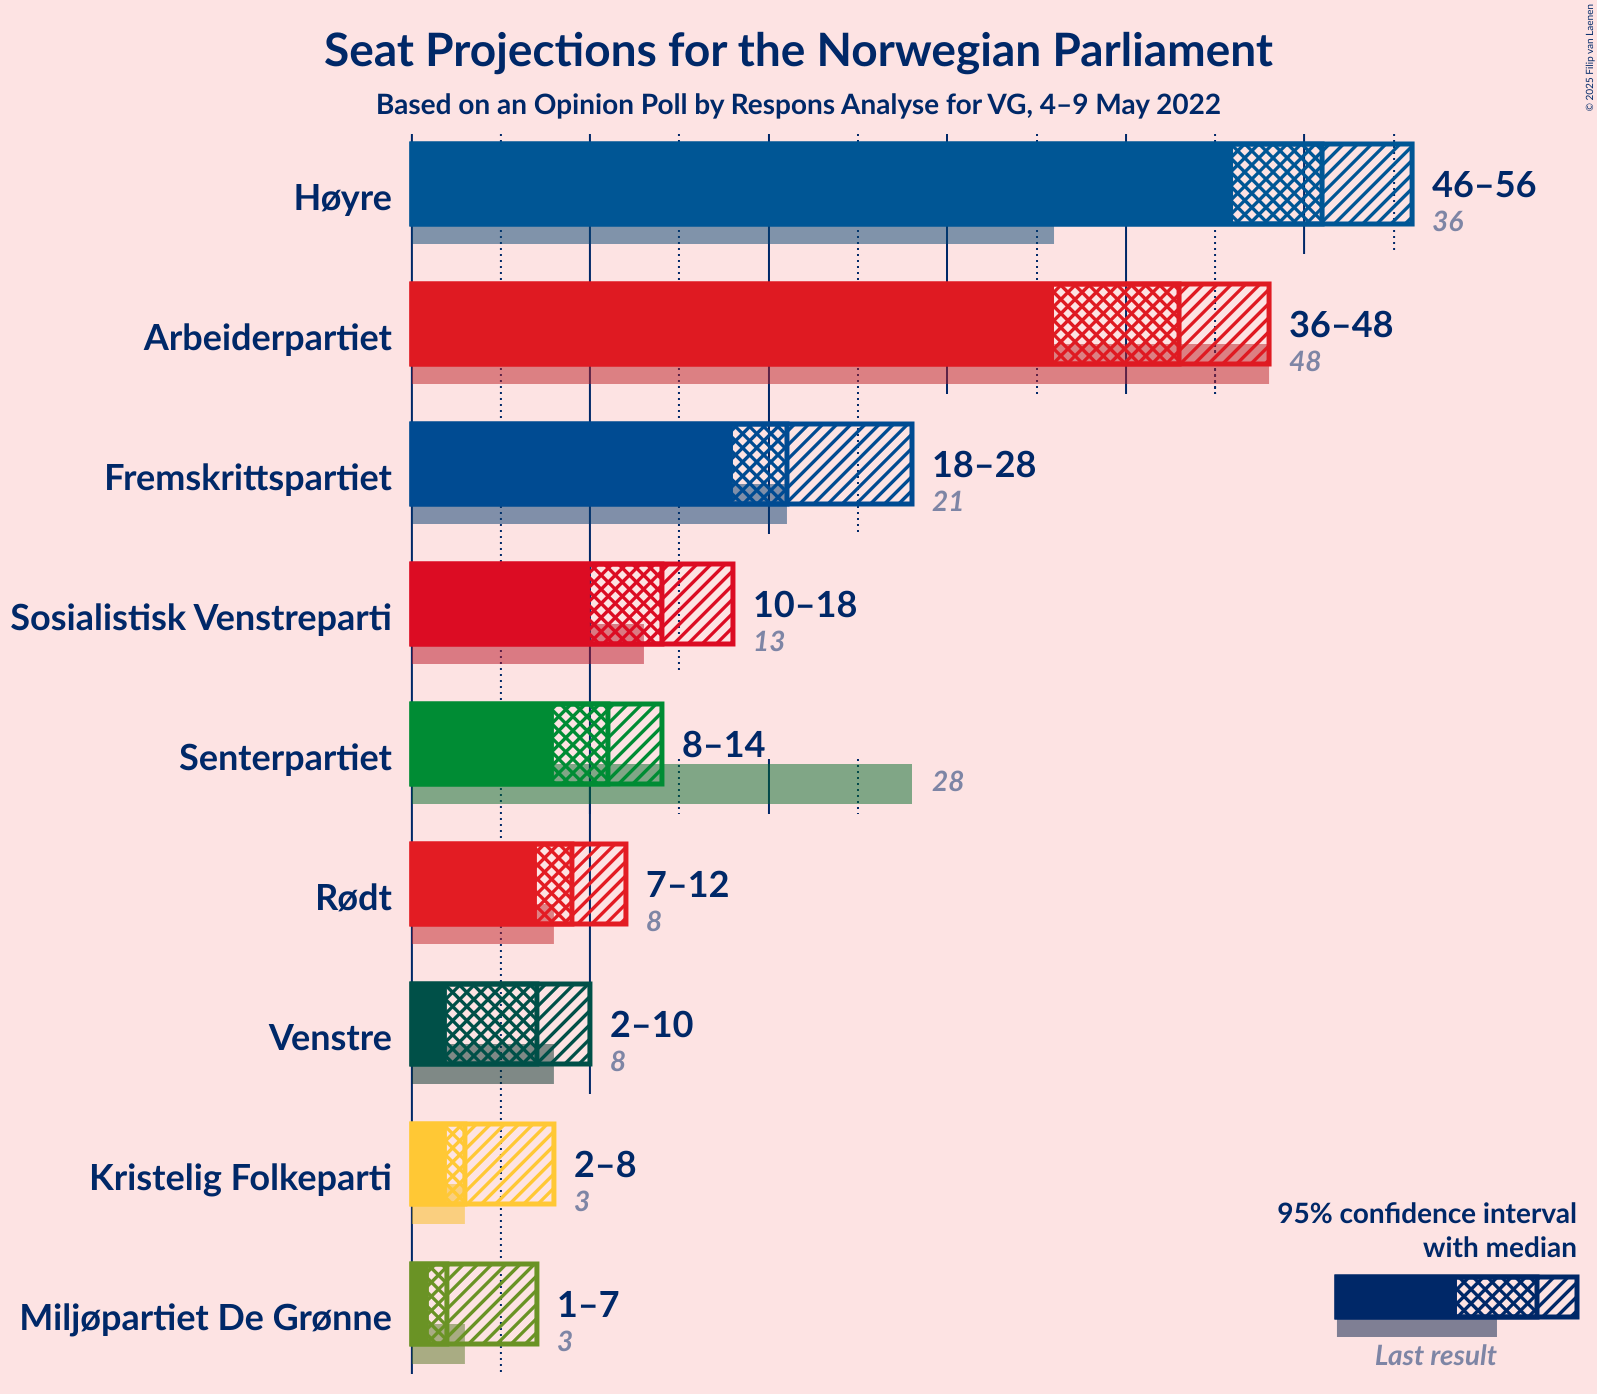 Seat Projections for the Norwegian Parliament
Based on an Opinion Poll by Respons Analyse for VG, 4–9 May 2022
© 2025 Filip van Laenen
Høyre
46–56
36
Arbeiderpartiet
36–48
48
Fremskrittspartiet
18–28
21
Sosialistisk Venstreparti
10–18
13
Senterpartiet
8–14
28
Rødt
7–12
8
Venstre
2–10
8
Kristelig Folkeparti
2–8
3
Miljøpartiet De Grønne
1–7
3
95% confidence interval
with median
Last result